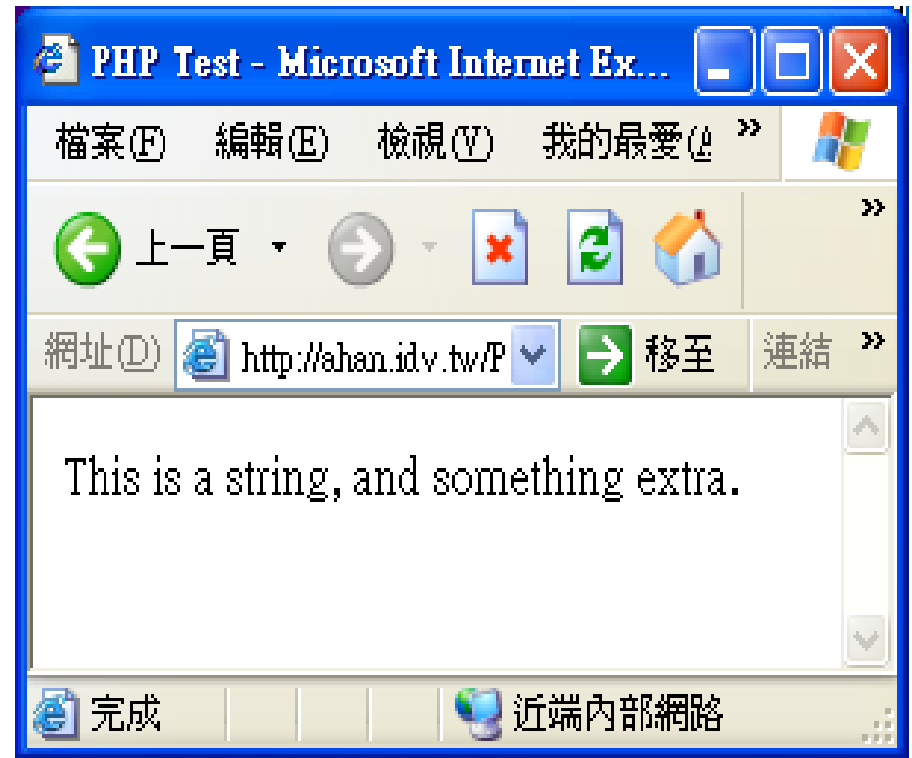 PHP Test - Microsoft Internet Ex...
檔案(F) 編輯(E) 檢視(V) 我的最愛(A »
上一頁 »
網址(D) http://ahan.idv.tw/P 移至 連結 »
This is a string, and something extra.
完成 近端內部網路